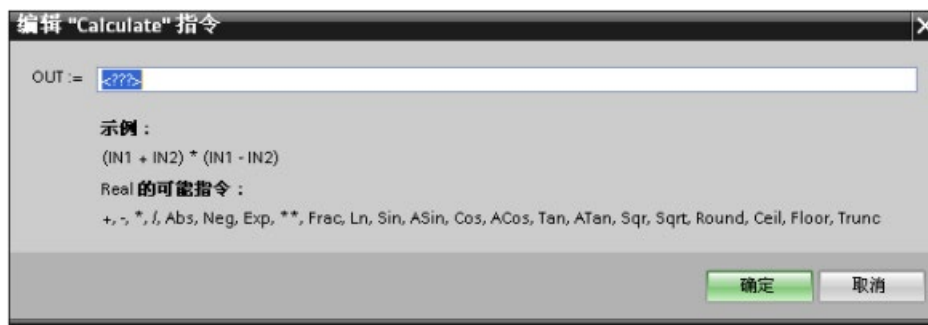 编辑 "Calculate" 指令
OUT := <???>
示例：
(IN1 + IN2) * (IN1 - IN2)
Real 的可能指令：
+, -, *, /, Abs, Neg, Exp, **, Frac, Ln, Sin, ASin, Cos, ACos, Tan, ATan, Sqr, Sqrt, Round, Ceil, Floor, Trunc
确定 取消